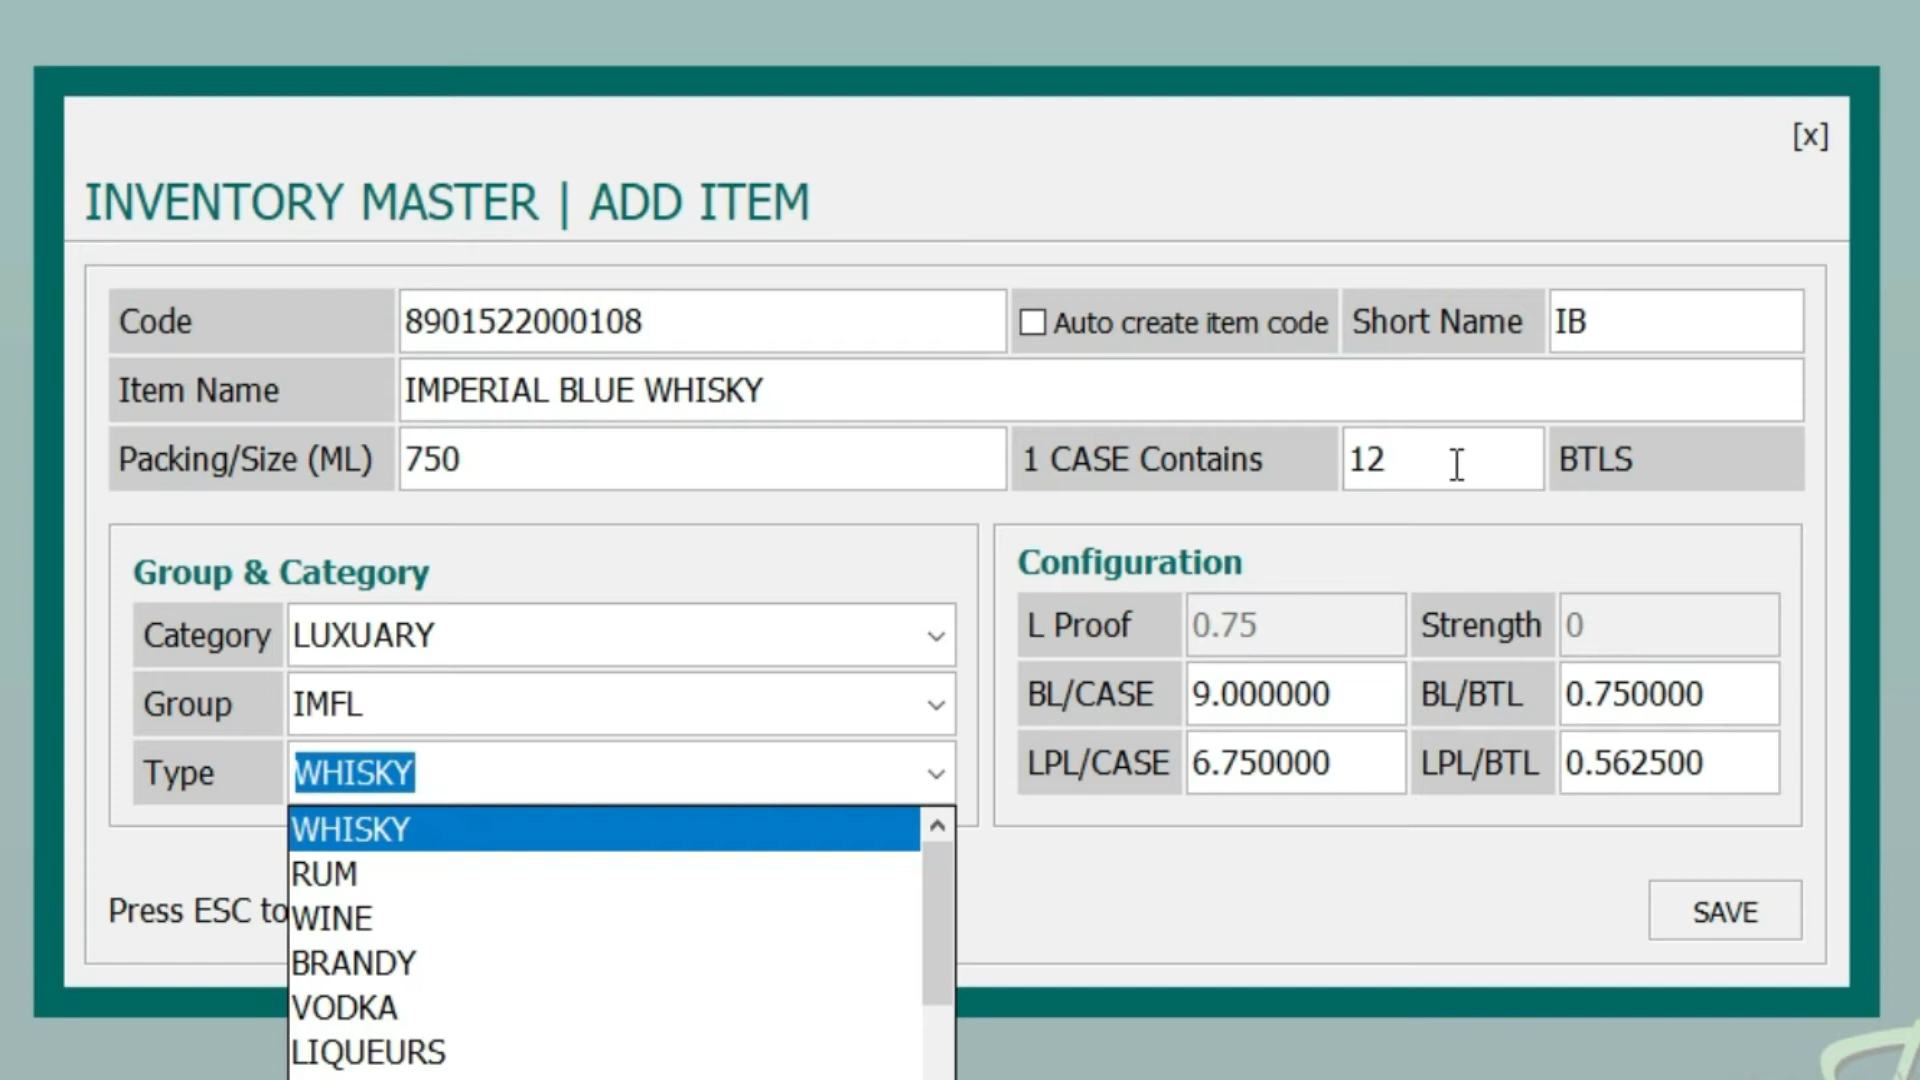 [x]
INVENTORY MASTER | ADD ITEM
Code 8901522000108 Auto create item code Short Name IB
Item Name IMPERIAL BLUE WHISKY
Packing/Size (ML) 750 1 CASE Contains 12 BTLS
Group & Category
Category LUXUARY
Group IMFL
Type WHISKY
WHISKY
RUM
WINE
BRANDY
VODKA
LIQUEURS
Configuration
L Proof 0.75 Strength 0
BL/CASE 9.000000 BL/BTL 0.750000
LPL/CASE 6.750000 LPL/BTL 0.562500
Press ESC to
SAVE